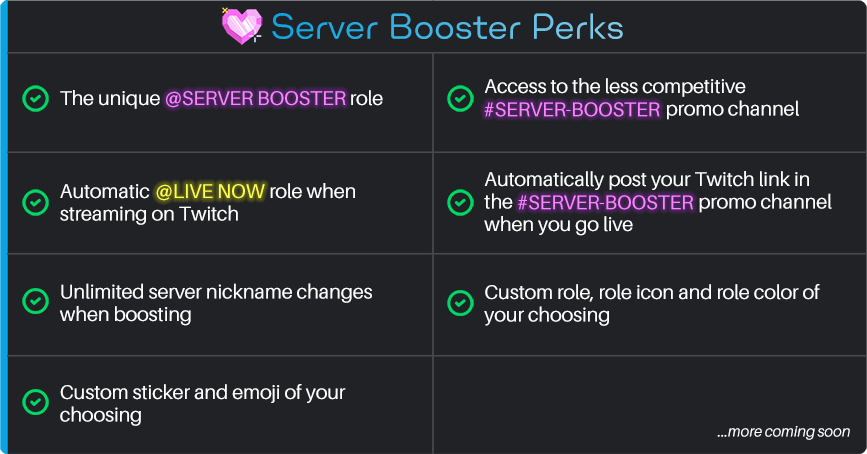 Server Booster Perks
The unique @SERVER BOOSTER role
Access to the less competitive
#SERVER-BOOSTER promo channel
Automatic @LIVE NOW role when
streaming on Twitch
Automatically post your Twitch link in
the #SERVER-BOOSTER promo channel
when you go live
Unlimited server nickname changes
when boosting
Custom role, role icon and role color of
your choosing
Custom sticker and emoji of your
choosing
...more coming soon